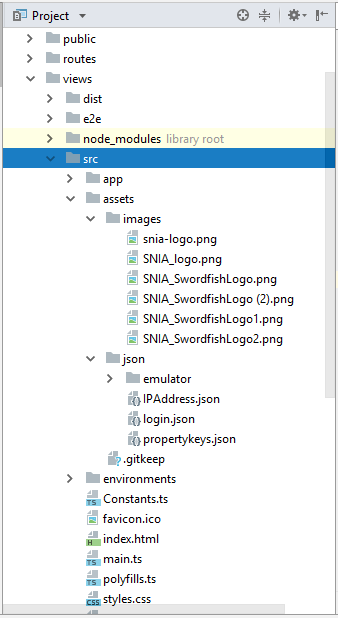 Project
public
routes
views
dist
e2e
node_modules library root
src
app
assets
images
snia-logo.png
SNIA_logo.png
SNIA_SwordfishLogo.png
SNIA_SwordfishLogo (2).png
SNIA_SwordfishLogo1.png
SNIA_SwordfishLogo2.png
json
emulator
IPAddress.json
login.json
propertykeys.json
.gitkeep
environments
TS Constants.ts
favicon.ico
H index.html
TS main.ts
TS polyfills.ts
CSS styles.css